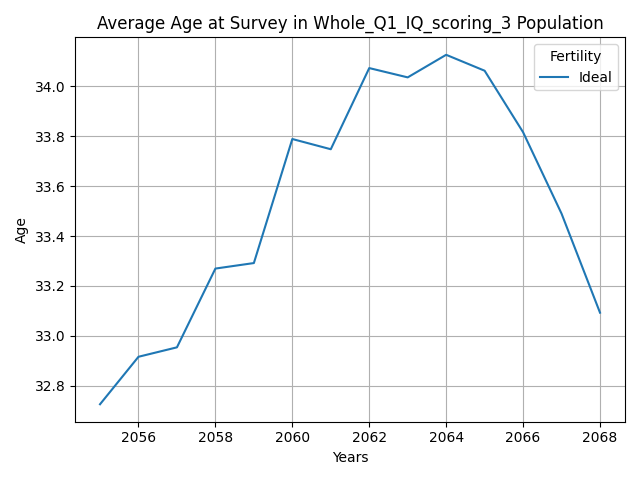 Average Age at Survey in Whole_Q1_IQ_scoring_3 Population
Fertility
Ideal
34.0
33.8
33.6
33.4
33.2
33.0
32.8
Age
2056 2058 2060 2062 2064 2066 2068
Years